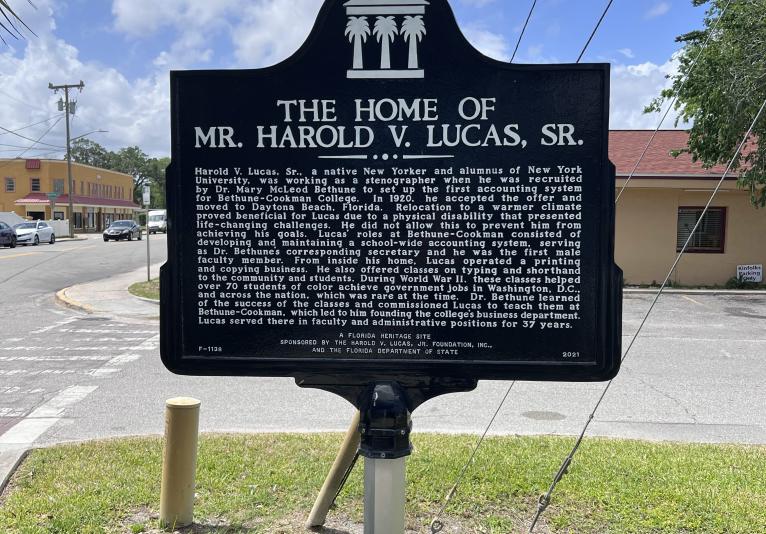 THE HOME OF
MR. HAROLD V. LUCAS, SR.
Harold V. Lucas, Sr., a native New Yorker and alumnus of New York
University, was working as a stenographer when he was recruited
by Dr. Mary McLeod Bethune to set up the first accounting system
for Bethune-Cookman College. In 1920, he accepted the offer and
moved to Daytona Beach, Florida. Relocation to a warmer climate
proved beneficial for Lucas due to a physical disability that presented
life-changing challenges. He did not allow this to prevent him from
achieving his goals. Lucas' roles at Bethune-Cookman consisted of
developing and maintaining a school-wide accounting system, serving
as Dr. Bethune's corresponding secretary and he was the first male
faculty member. From inside his home, Lucas operated a printing
and copying business. He also offered classes on typing and shorthand
to the community and students. During World War II, these classes helped
over 70 students of color achieve government jobs in Washington, D.C.,
and across the nation, which was rare at the time. Dr. Bethune learned
of the success of the classes and commissioned Lucas to teach them at
Bethune-Cookman, which led to him founding the college's business department.
Lucas served there in faculty and administrative positions for 37 years.
A FLORIDA HERITAGE SITE
SPONSORED BY THE HAROLD V. LUCAS, JR. FOUNDATION, INC.,
F-1138 AND THE FLORIDA DEPARTMENT OF STATE 2021
Kinfolks
Parking
Only